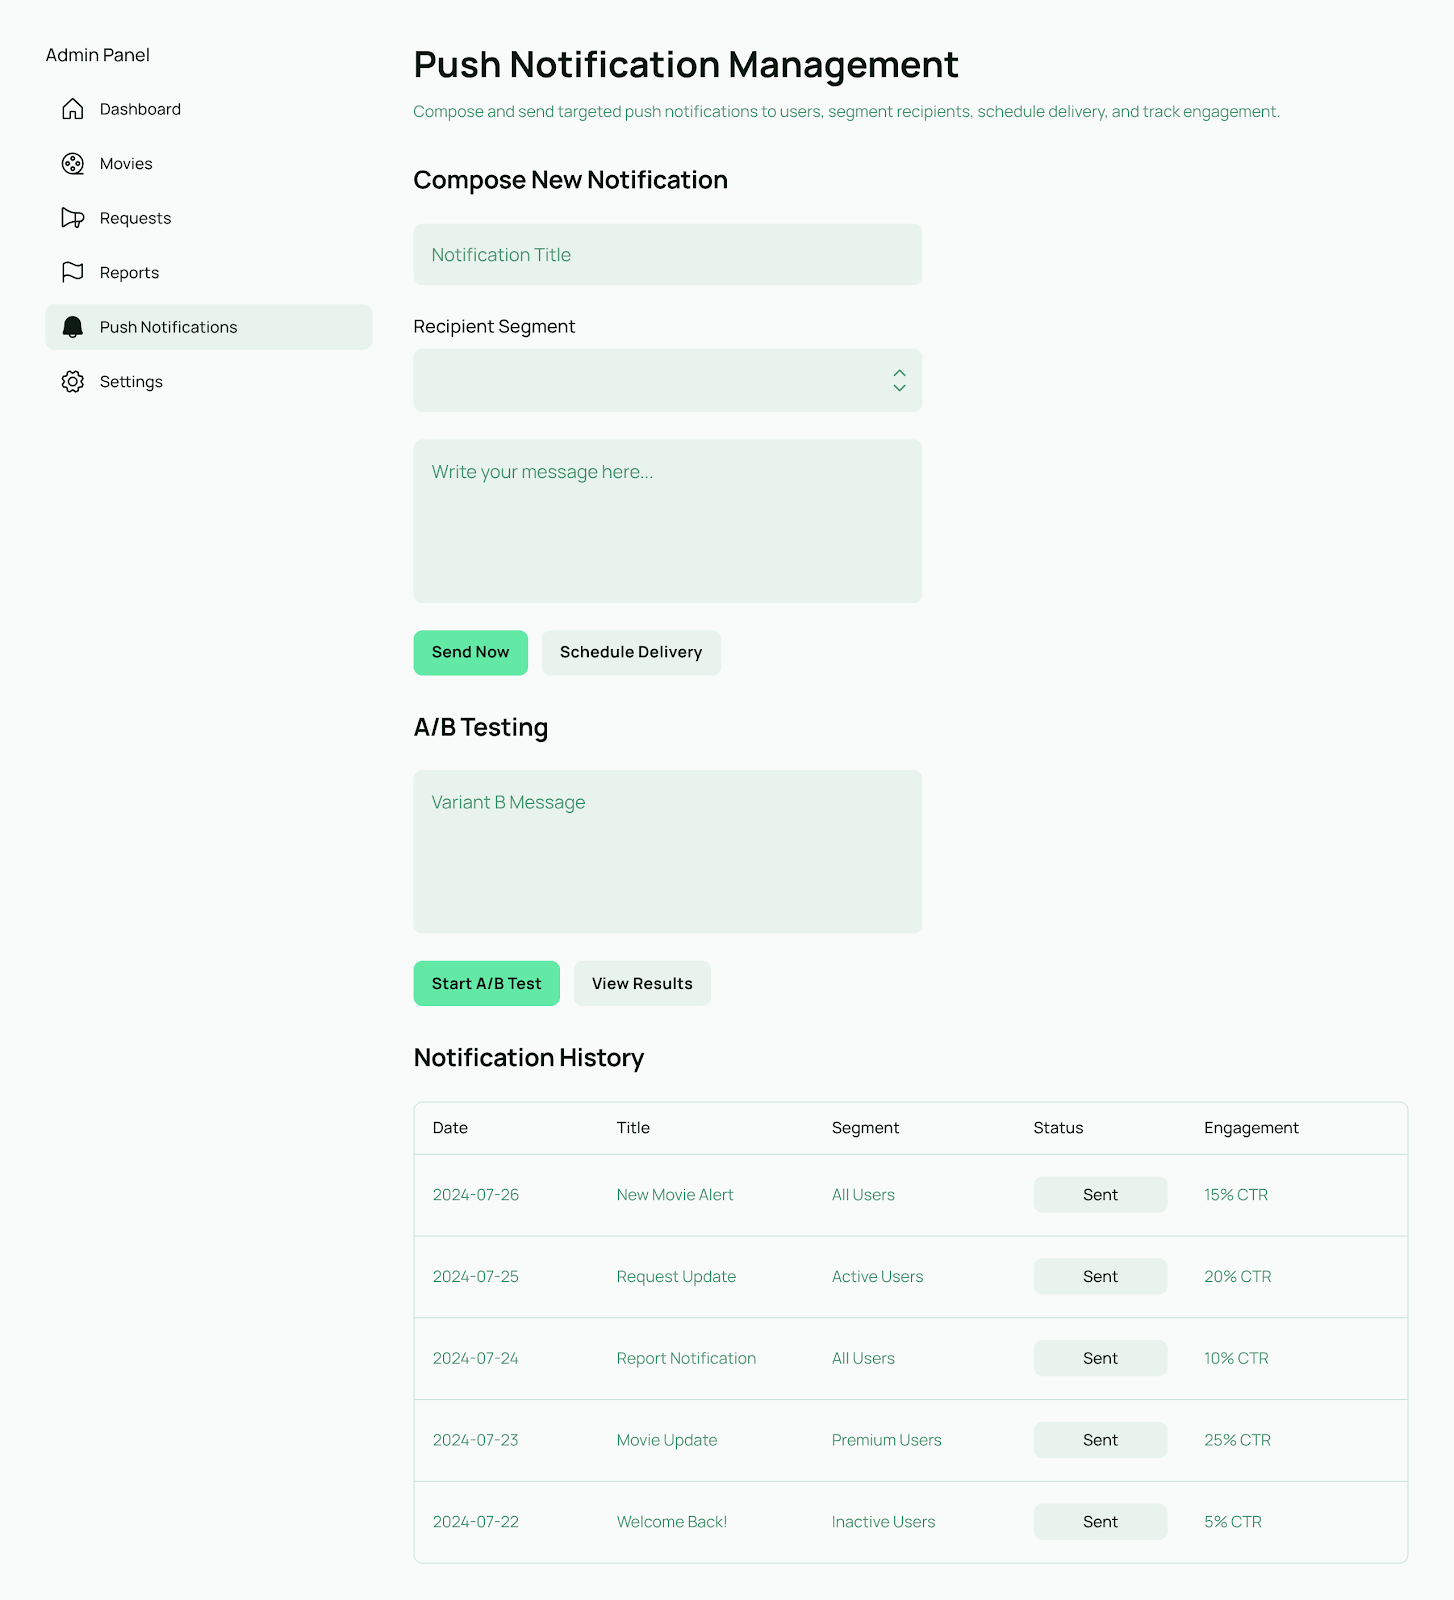 Admin Panel
Dashboard
Movies
Requests
Reports
Push Notifications
Settings
Push Notification Management
Compose and send targeted push notifications to users, segment recipients, schedule delivery, and track engagement.
Compose New Notification
Notification Title
Recipient Segment
Write your message here...
Send Now Schedule Delivery
A/B Testing
Variant B Message
Start A/B Test View Results
Notification History
Date Title Segment Status Engagement
2024-07-26 New Movie Alert All Users Sent 15% CTR
2024-07-25 Request Update Active Users Sent 20% CTR
2024-07-24 Report Notification All Users Sent 10% CTR
2024-07-23 Movie Update Premium Users Sent 25% CTR
2024-07-22 Welcome Back! Inactive Users Sent 5% CTR